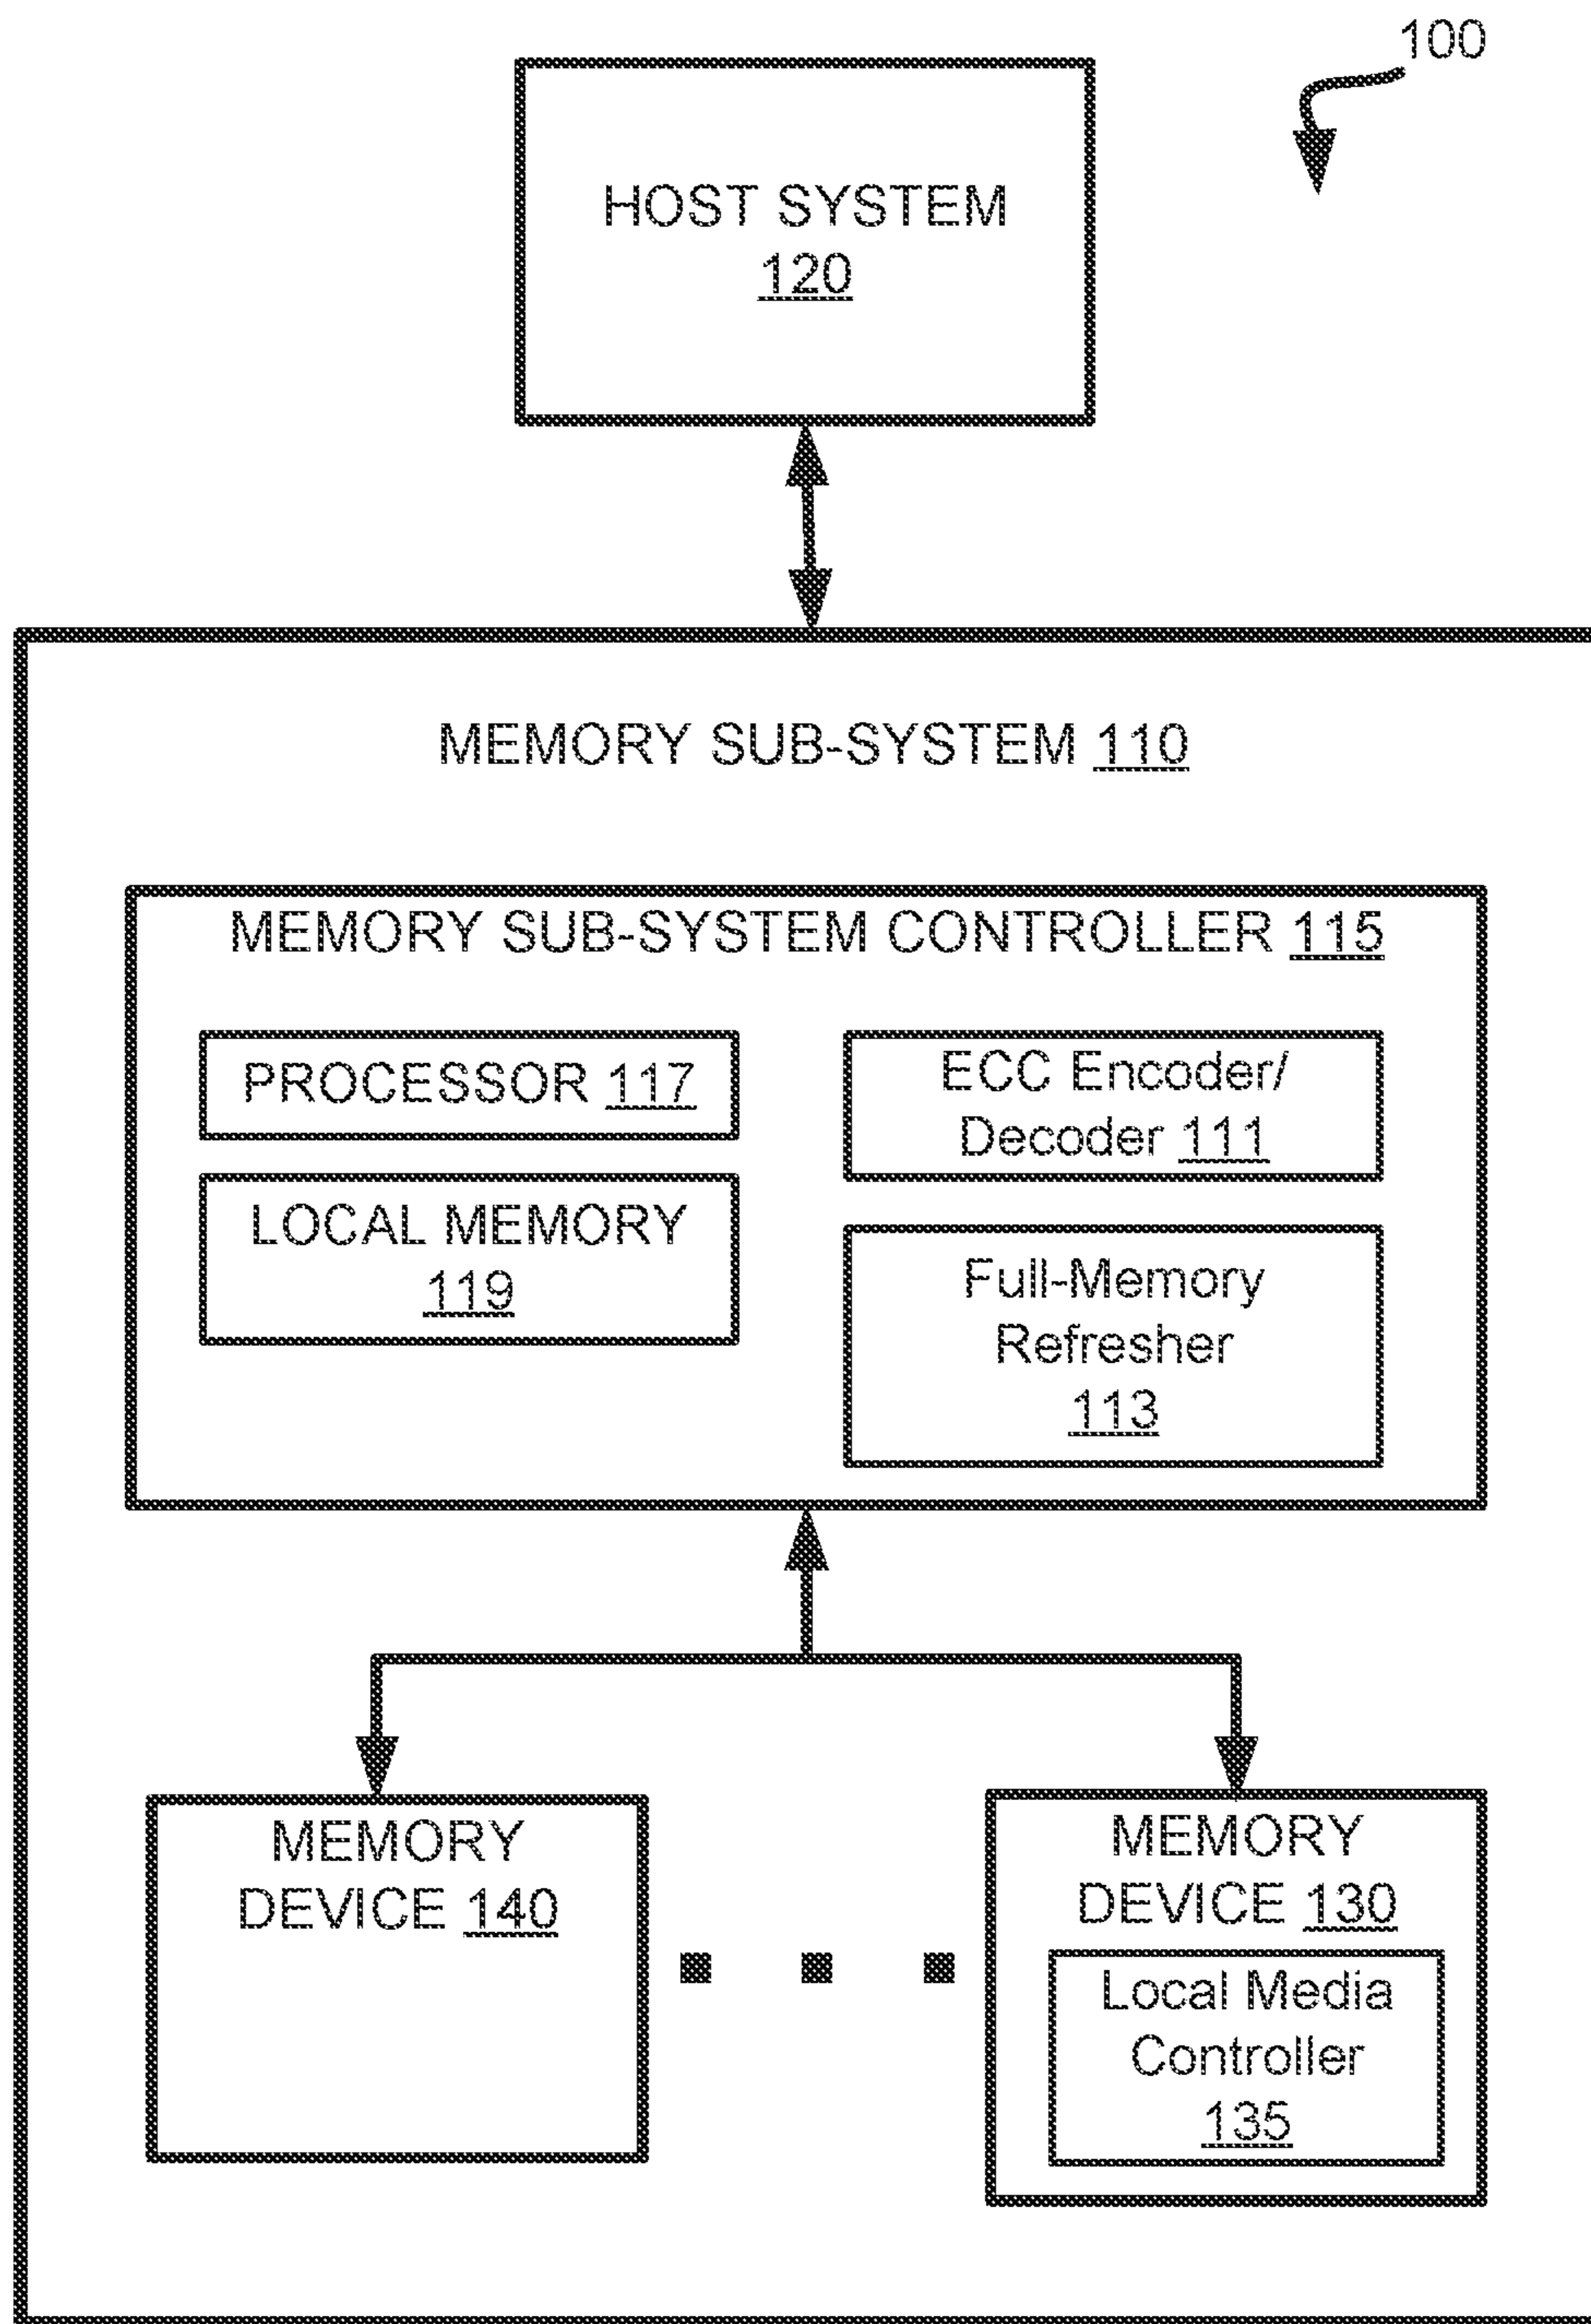 100
HOST SYSTEM
120
MEMORY SUB-SYSTEM 110
MEMORY SUB-SYSTEM CONTROLLER 115
PROCESSOR 117
LOCAL MEMORY
119
ECC Encoder/
Decoder 111
Full-Memory
Refresher
113
MEMORY
DEVICE 140
MEMORY
DEVICE 130
Local Media
Controller
135